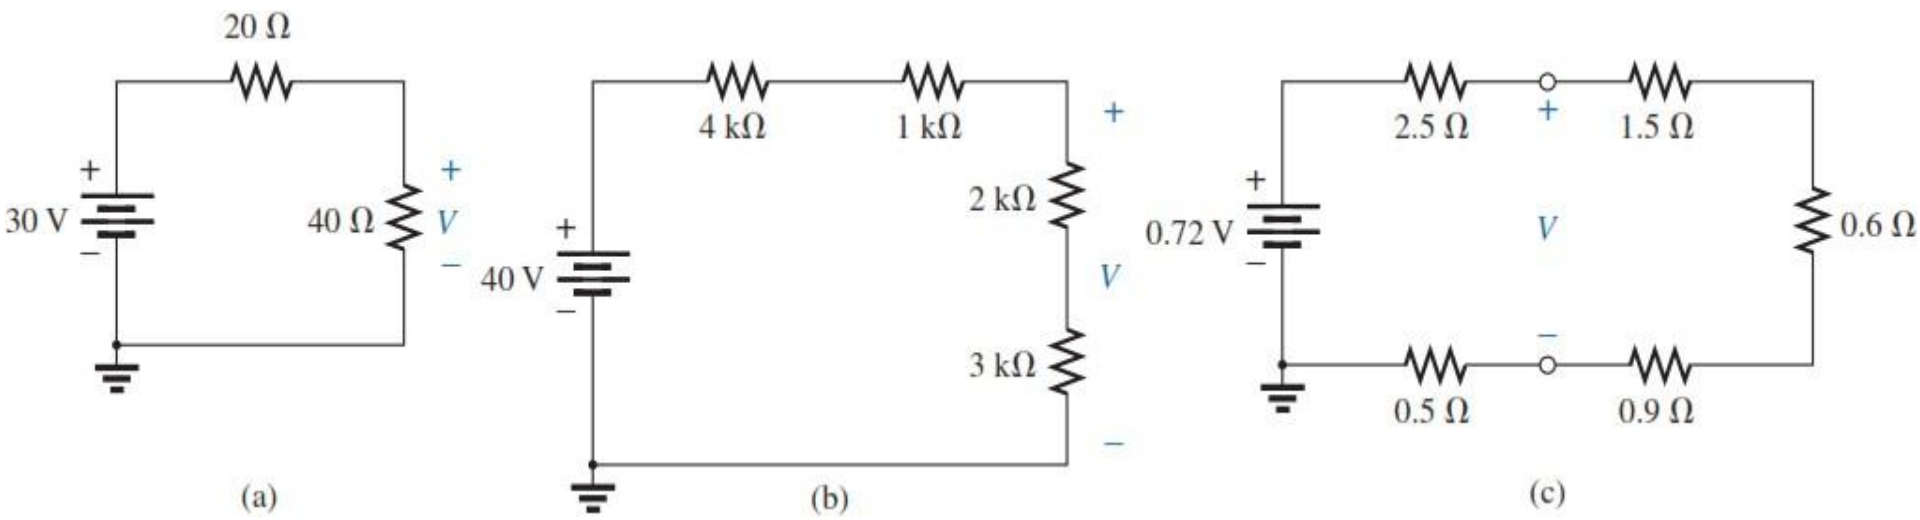 20 Ω
+
30 V
−
40 Ω
+
V
−
(a)
4 kΩ
1 kΩ
+
2 kΩ
+
40 V
−
V
3 kΩ
−
(b)
2.5 Ω
+
1.5 Ω
+
0.72 V
−
V
0.6 Ω
−
0.5 Ω
0.9 Ω
(c)